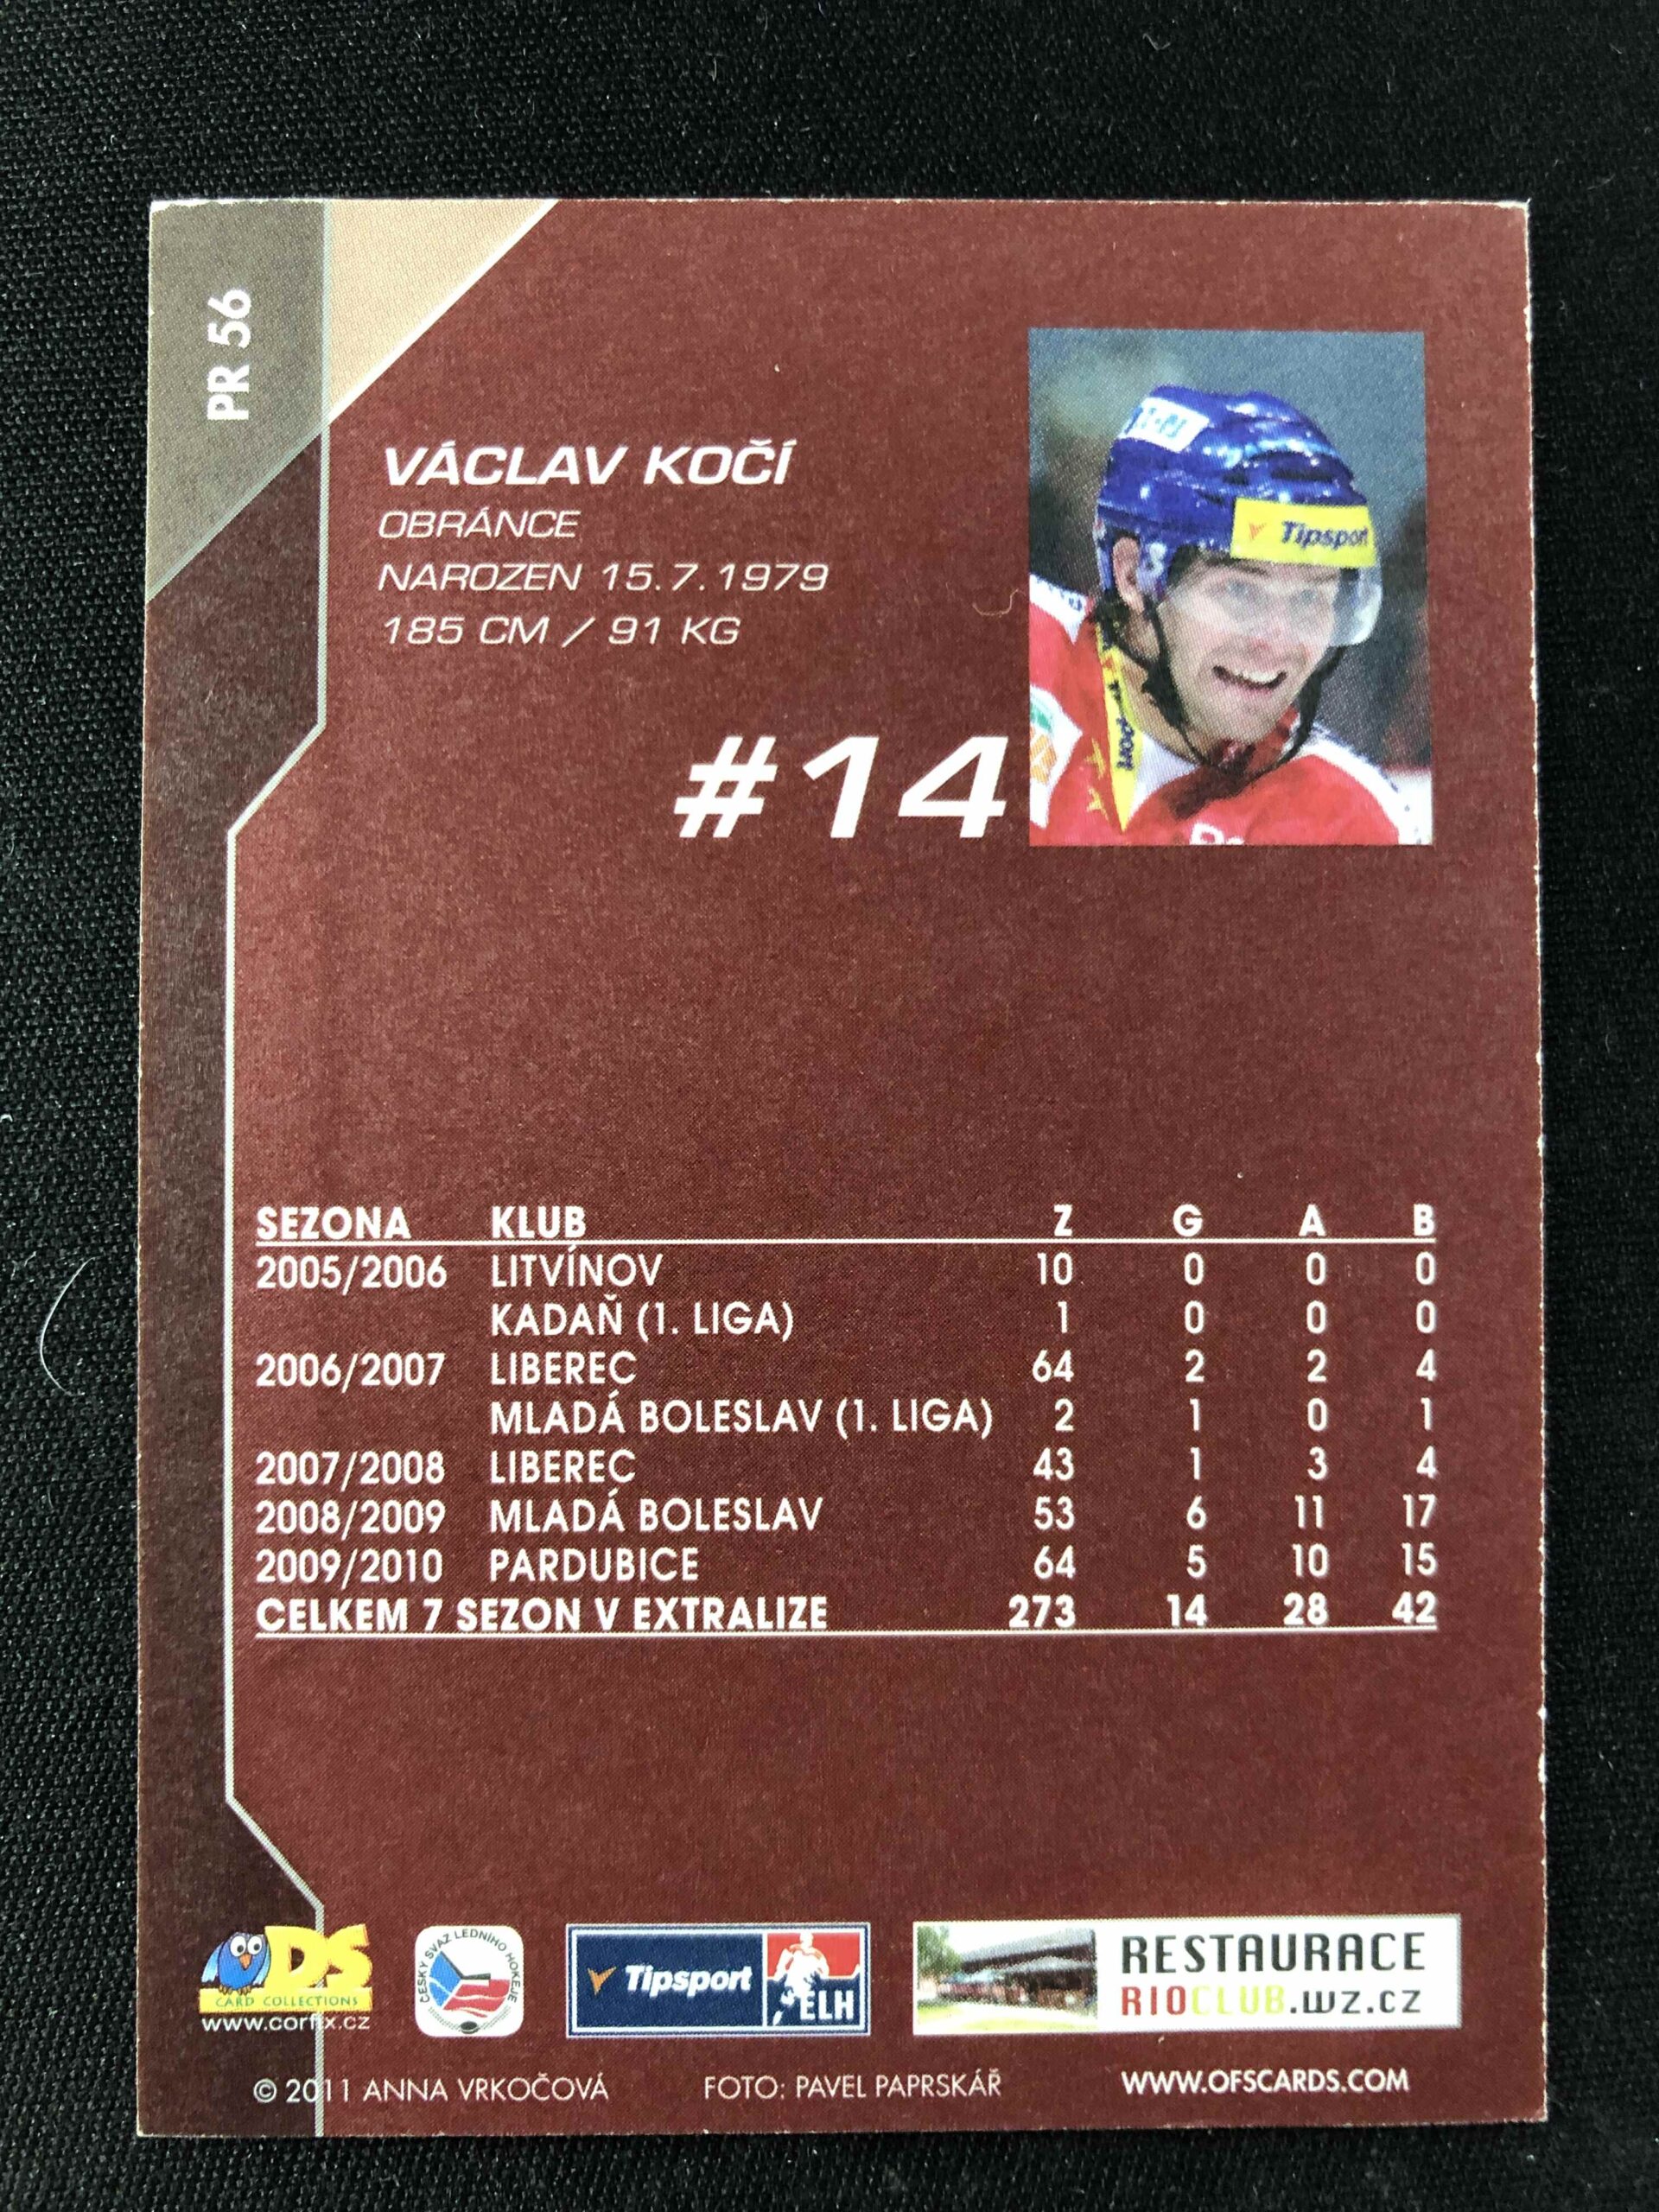 PR 56
VÁCLAV KOČÍ
OBRÁNCE
NAROZEN 15.7.1979
185 CM / 91 KG
#14
Tipsport
SEZONA KLUB Z G A B
2005/2006 LITVÍNOV 10 0 0 0
KADAŇ (1. LIGA) 1 0 0 0
2006/2007 LIBEREC 64 2 2 4
MLADÁ BOLESLAV (1. LIGA) 2 1 0 1
2007/2008 LIBEREC 43 1 3 4
2008/2009 MLADÁ BOLESLAV 53 6 11 17
2009/2010 PARDUBICE 64 5 10 15
CELKEM 7 SEZON V EXTRALIZE 273 14 28 42
DS
CARD COLLECTIONS
www.corfix.cz
ČESKÝ SVAZ LEDNÍHO HOKEJE
Tipsport
ELH
RESTAURACE
RIOCLUB.WZ.CZ
© 2011 ANNA VRKOČOVÁ FOTO: PAVEL PAPRSKÁŘ WWW.OFSCARDS.COM